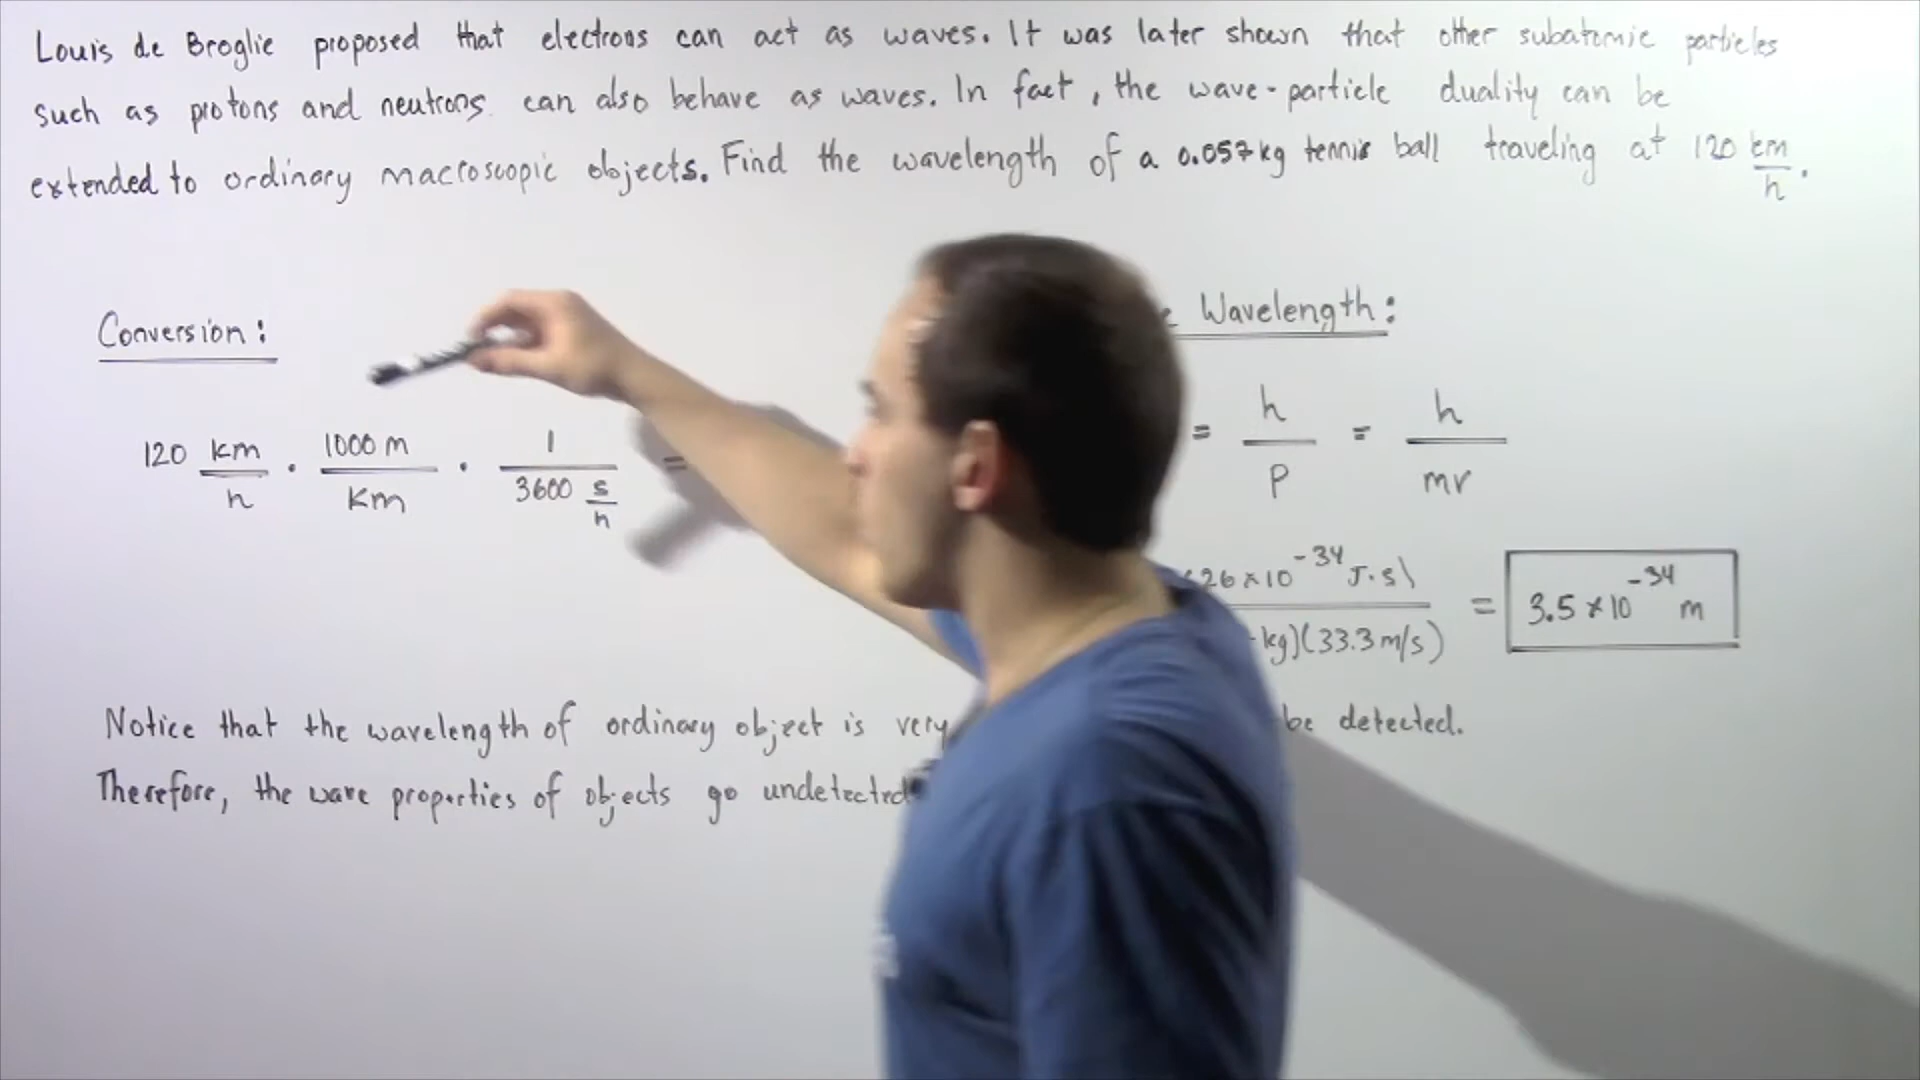 Louis de Broglie proposed that electrons can act as waves. It was later shown that other subatomic particles
such as protons and neutrons can also behave as waves. In fact, the wave-particle duality can be
extended to ordinary macroscopic objects. Find the wavelength of a 0.057kg tennis ball traveling at 120 km/h.
Conversion:
Wavelength:
120 km/h · 1000 m/km · 1/(3600 s/h) =
= h/P = h/mv
26×10^-34 J·s) / kg)(33.3 m/s) = 3.5×10^-34 m
Notice that the wavelength of ordinary object is very be detected.
Therefore, the wave properties of objects go undetected